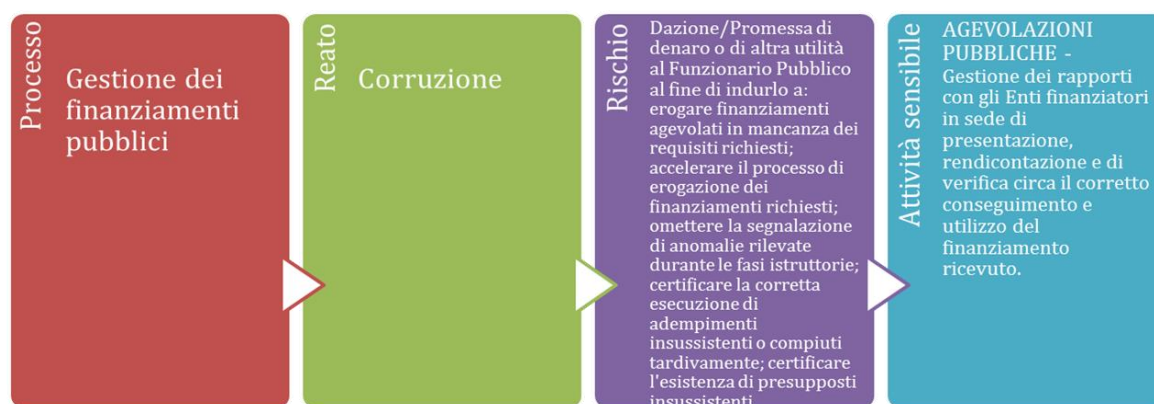 Processo
Gestione dei
finanziamenti
pubblici
Reato
Corruzione
Rischio
Dazione/Promessa di
denaro o di altra utilità
al Funzionario Pubblico
al fine di indurlo a:
erogare finanziamenti
agevolati in mancanza dei
requisiti richiesti;
accelerare il processo di
erogazione dei
finanziamenti richiesti;
omettere la segnalazione
di anomalie rilevate
durante le fasi istruttorie;
certificare la corretta
esecuzione di
adempimenti
insussistenti o compiuti
tardivamente; certificare
l'esistenza di presupposti
insussistenti
Attività sensibile
AGEVOLAZIONI
PUBBLICHE -
Gestione dei rapporti
con gli Enti finanziatori
in sede di
presentazione,
rendicontazione e di
verifica circa il corretto
conseguimento e
utilizzo del
finanziamento
ricevuto.